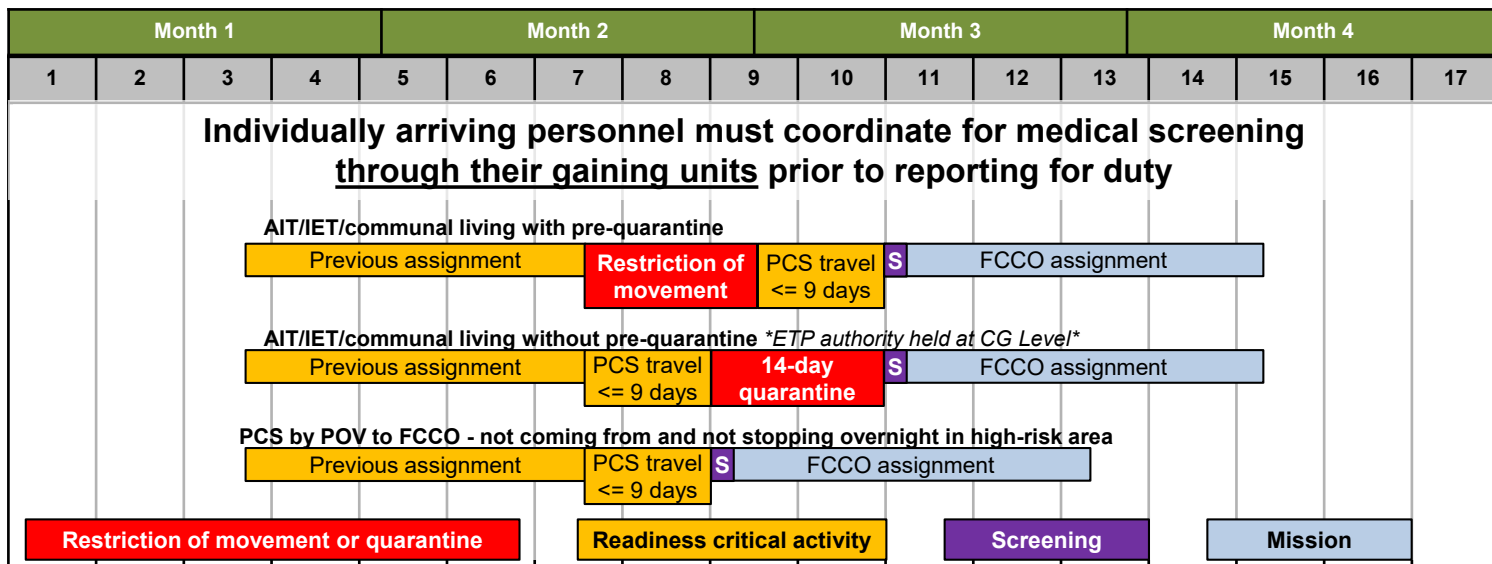 Month 1 Month 2 Month 3 Month 4
1 2 3 4 5 6 7 8 9 10 11 12 13 14 15 16 17
Individually arriving personnel must coordinate for medical screening
through their gaining units prior to reporting for duty
AIT/IET/communal living with pre-quarantine
Previous assignment Restriction of movement PCS travel <= 9 days S FCCO assignment
AIT/IET/communal living without pre-quarantine *ETP authority held at CG Level*
Previous assignment PCS travel <= 9 days 14-day quarantine S FCCO assignment
PCS by POV to FCCO - not coming from and not stopping overnight in high-risk area
Previous assignment PCS travel <= 9 days S FCCO assignment
Restriction of movement or quarantine Readiness critical activity Screening Mission